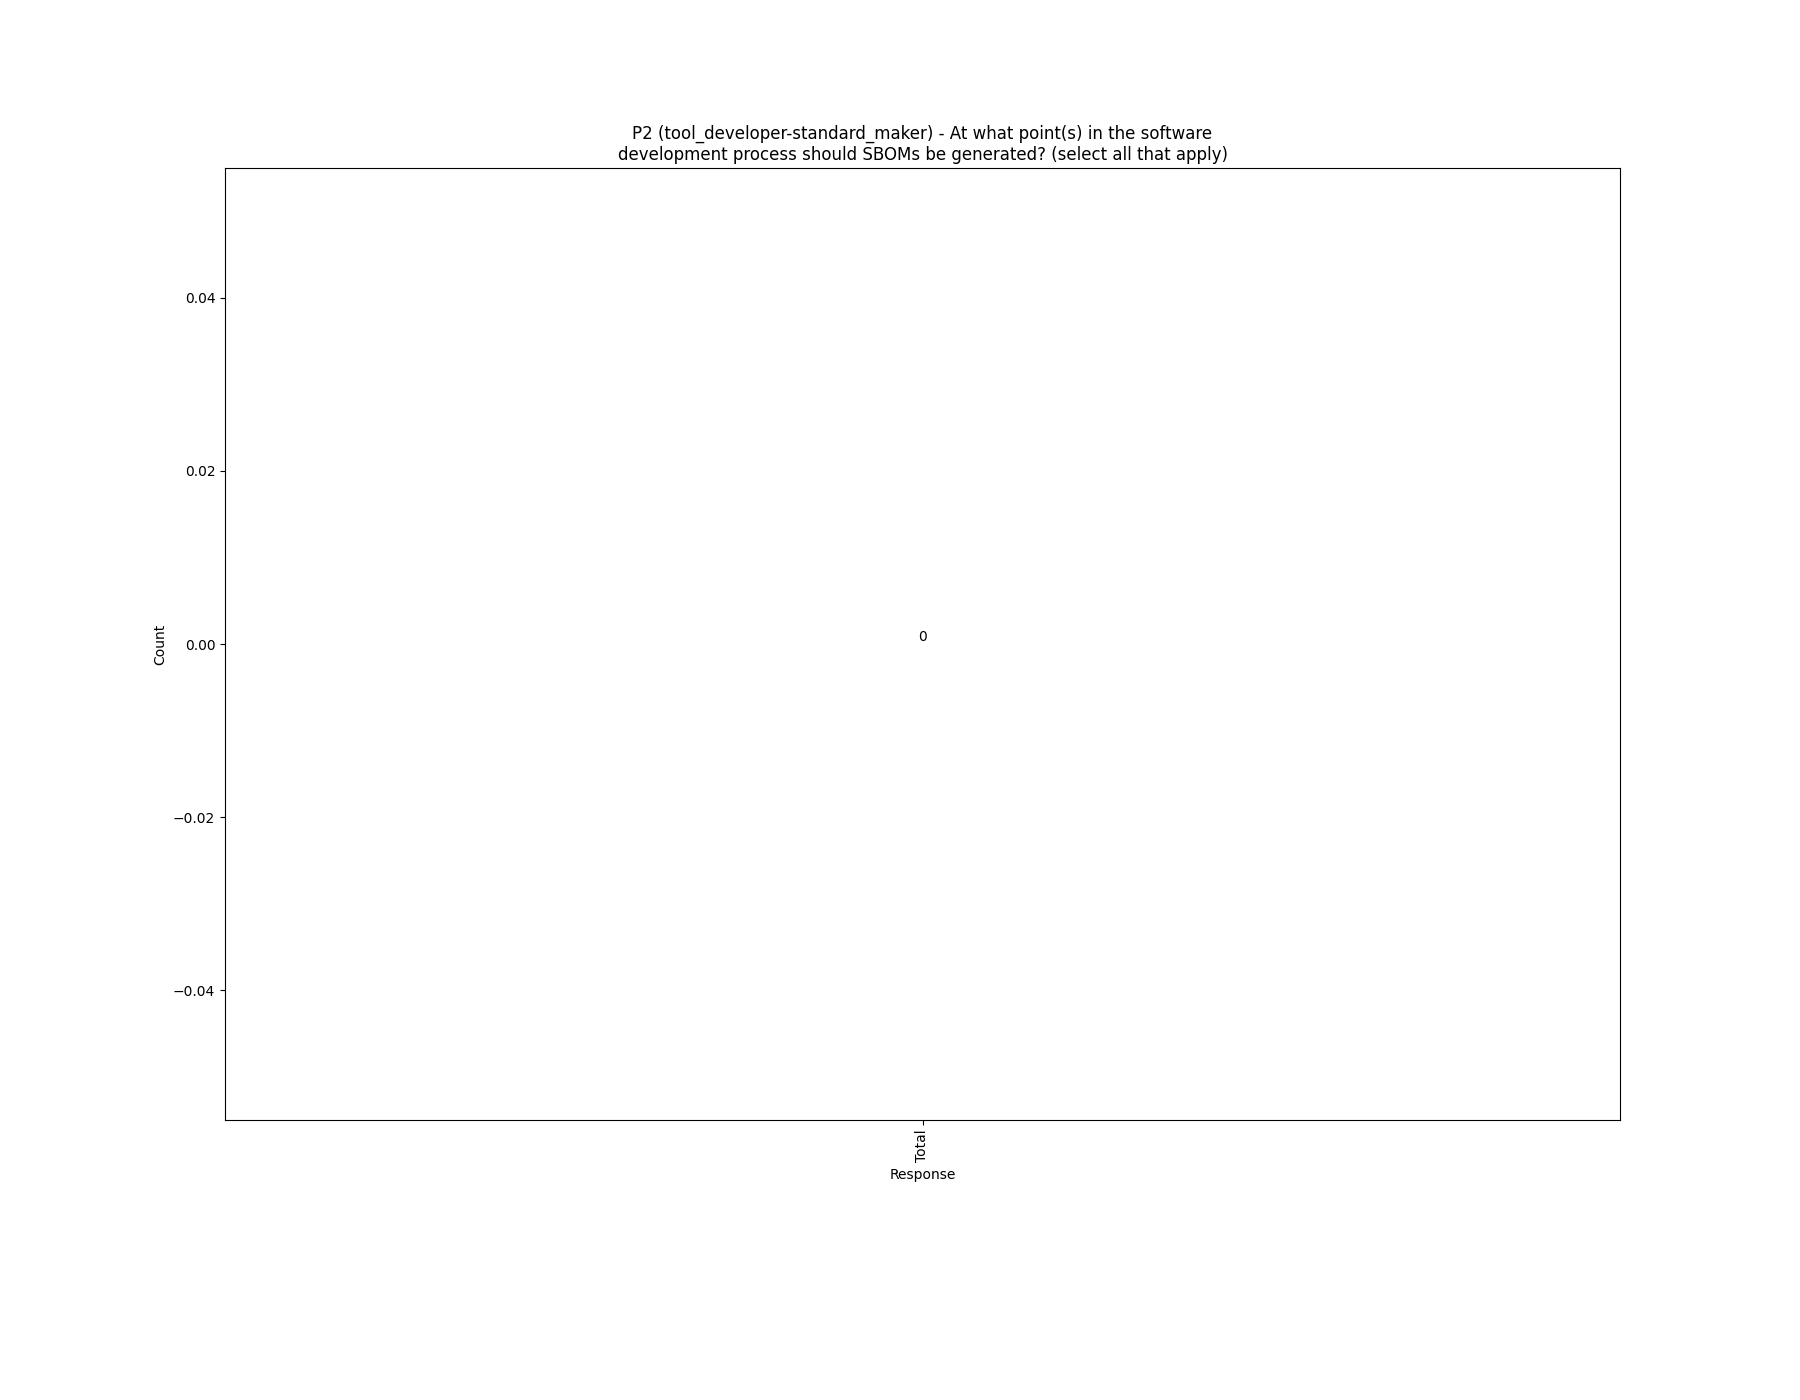 P2 (tool_developer-standard_maker) - At what point(s) in the software
development process should SBOMs be generated? (select all that apply)
0.04
0.02
0.00
−0.02
−0.04
Count
0
Total
Response